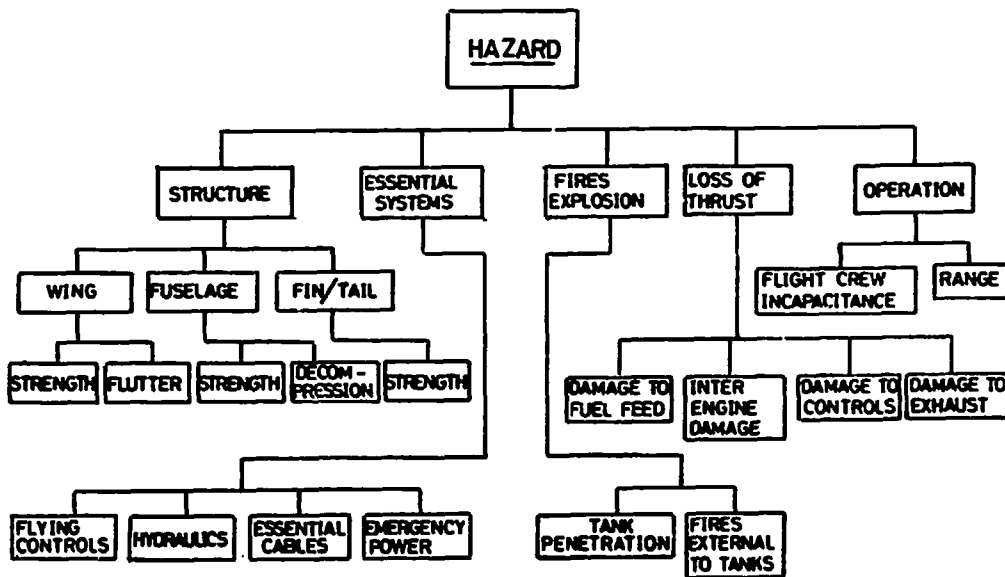 HAZARD
STRUCTURE
ESSENTIAL
SYSTEMS
FIRES
EXPLOSION
LOSS OF
THRUST
OPERATION
WING
FUSELAGE
FIN/TAIL
FLIGHT CREW
INCAPACITANCE
RANGE
STRENGTH
FLUTTER
STRENGTH
DECOM-
PRESSION
STRENGTH
DAMAGE TO
FUEL FEED
INTER
ENGINE
DAMAGE
DAMAGE TO
CONTROLS
DAMAGE TO
EXHAUST
FLYING
CONTROLS
HYDRAULICS
ESSENTIAL
CABLES
EMERGENCY
POWER
TANK
PENETRATION
FIRES
EXTERNAL
TO TANKS